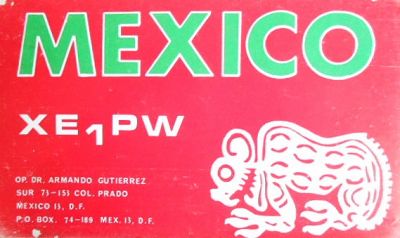 MEXICO
XE1PW
OP. DR. ARMANDO GUTIERREZ
SUR 73-153 COL. PRADO
MEXICO 13, D.F.
P.O. BOX. 74-189 MEX. 13, D.F.